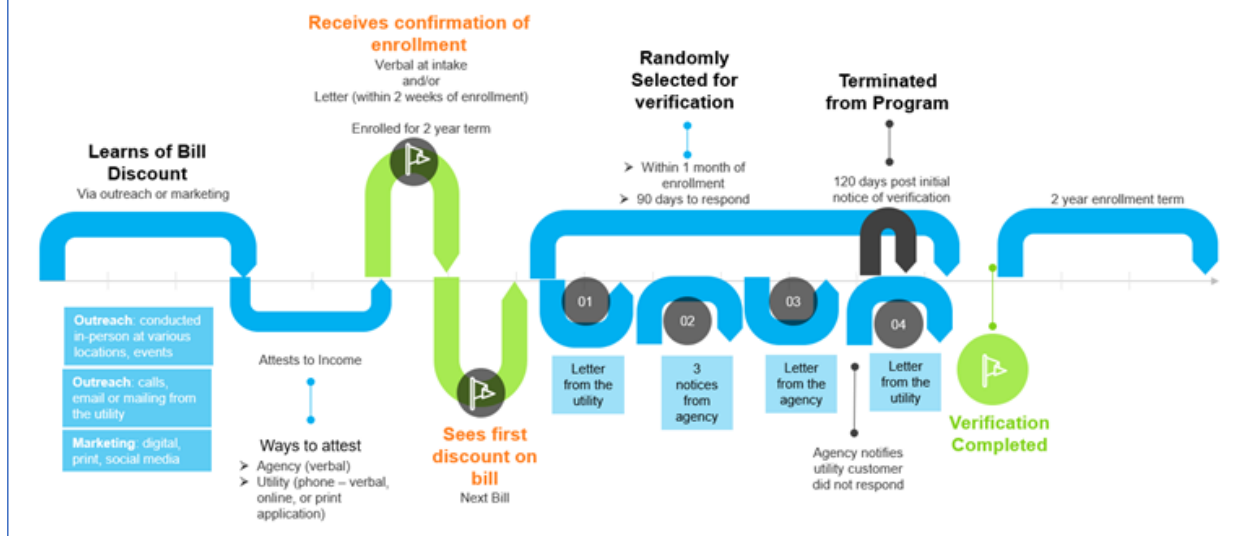 Receives confirmation of
enrollment
Verbal at intake
and/or
Letter (within 2 weeks of enrollment)
Enrolled for 2 year term
Learns of Bill
Discount
Via outreach or marketing
Outreach: conducted
in-person at various
locations, events
Outreach: calls,
email or mailing from
the utility
Marketing: digital,
print, social media
Attests to Income
Ways to attest
➢ Agency (verbal)
➢ Utility (phone – verbal,
online, or print
application)
Sees first
discount on
bill
Next Bill
Randomly
Selected for
verification
➢ Within 1 month of
enrollment
➢ 90 days to respond
Terminated
from Program
120 days post initial
notice of verification
01
Letter
from the
utility
02
3
notices
from
agency
03
Letter
from the
agency
04
Letter
from the
utility
Agency notifies
utility customer
did not respond
Verification
Completed
2 year enrollment term